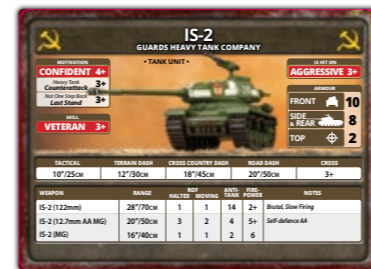 IS-2
GUARDS HEAVY TANK COMPANY
• TANK UNIT •
MOTIVATION
CONFIDENT 4+
Heavy Tank
Counterattack 3+
Not One Step Back
Last Stand 3+
SKILL
VETERAN 3+
IS HIT ON
AGGRESSIVE 3+
ARMOUR
FRONT 10
SIDE & REAR 8
TOP 2
TACTICAL TERRAIN DASH CROSS COUNTRY DASH ROAD DASH CROSS
10"/25CM 12"/30CM 18"/45CM 20"/50CM 3+
WEAPON RANGE ROF HALTED MOVING ANTI-TANK FIRE-POWER NOTES
IS-2 (122mm) 28"/70CM 1 1 14 2+ Brutal, Slow Firing
IS-2 (12.7mm AA MG) 20"/50CM 3 2 4 5+ Self-defence AA
IS-2 (MG) 16"/40CM 1 1 2 6